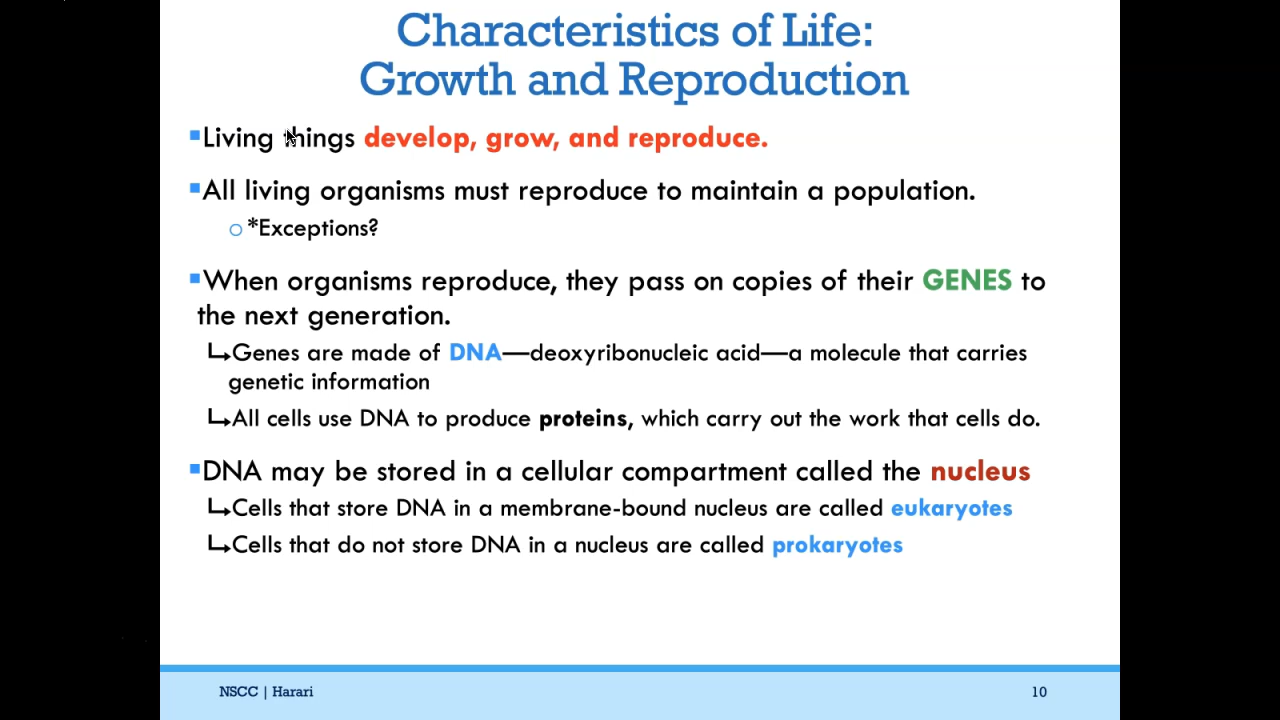 Characteristics of Life:
Growth and Reproduction
Living things develop, grow, and reproduce.
All living organisms must reproduce to maintain a population.
*Exceptions?
When organisms reproduce, they pass on copies of their GENES to
the next generation.
Genes are made of DNA—deoxyribonucleic acid—a molecule that carries
genetic information
All cells use DNA to produce proteins, which carry out the work that cells do.
DNA may be stored in a cellular compartment called the nucleus
Cells that store DNA in a membrane-bound nucleus are called eukaryotes
Cells that do not store DNA in a nucleus are called prokaryotes
NSCC | Harari
10